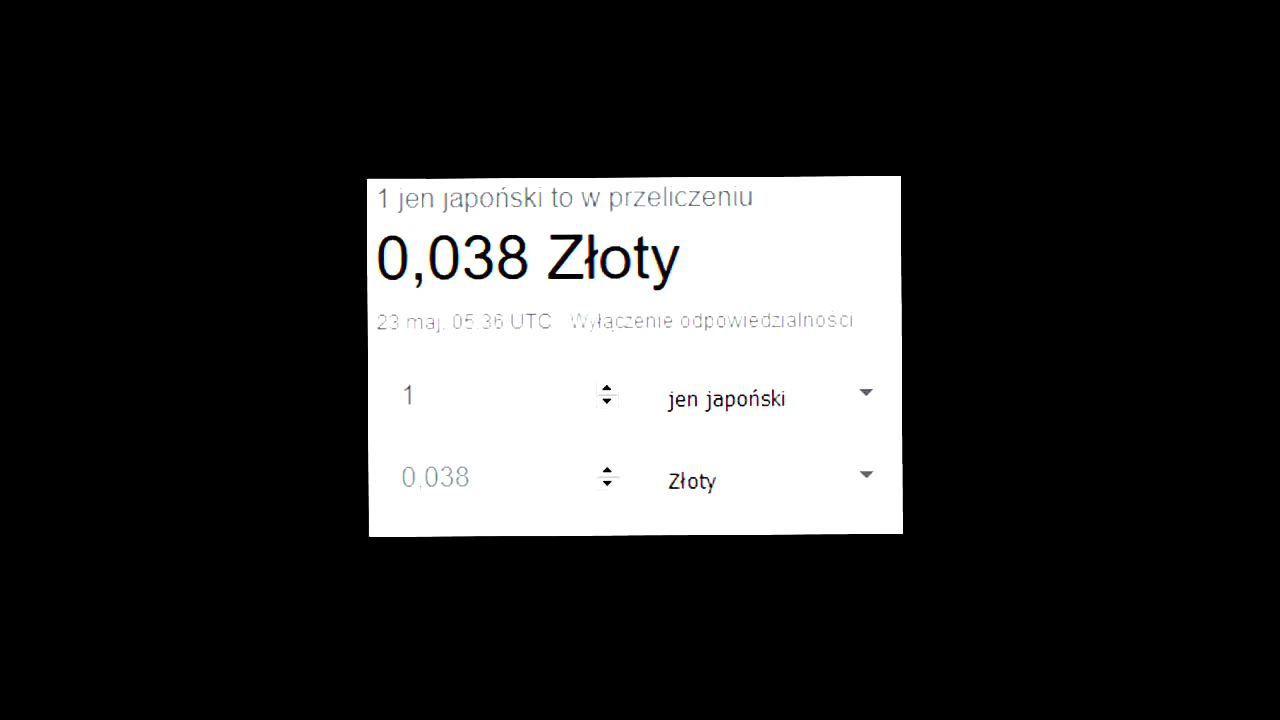 1 jen japoński to w przeliczeniu
0,038 Złoty
23 maj, 05:36 UTC Wyłączenie odpowiedzialności
1 jen japoński
0,038 Złoty